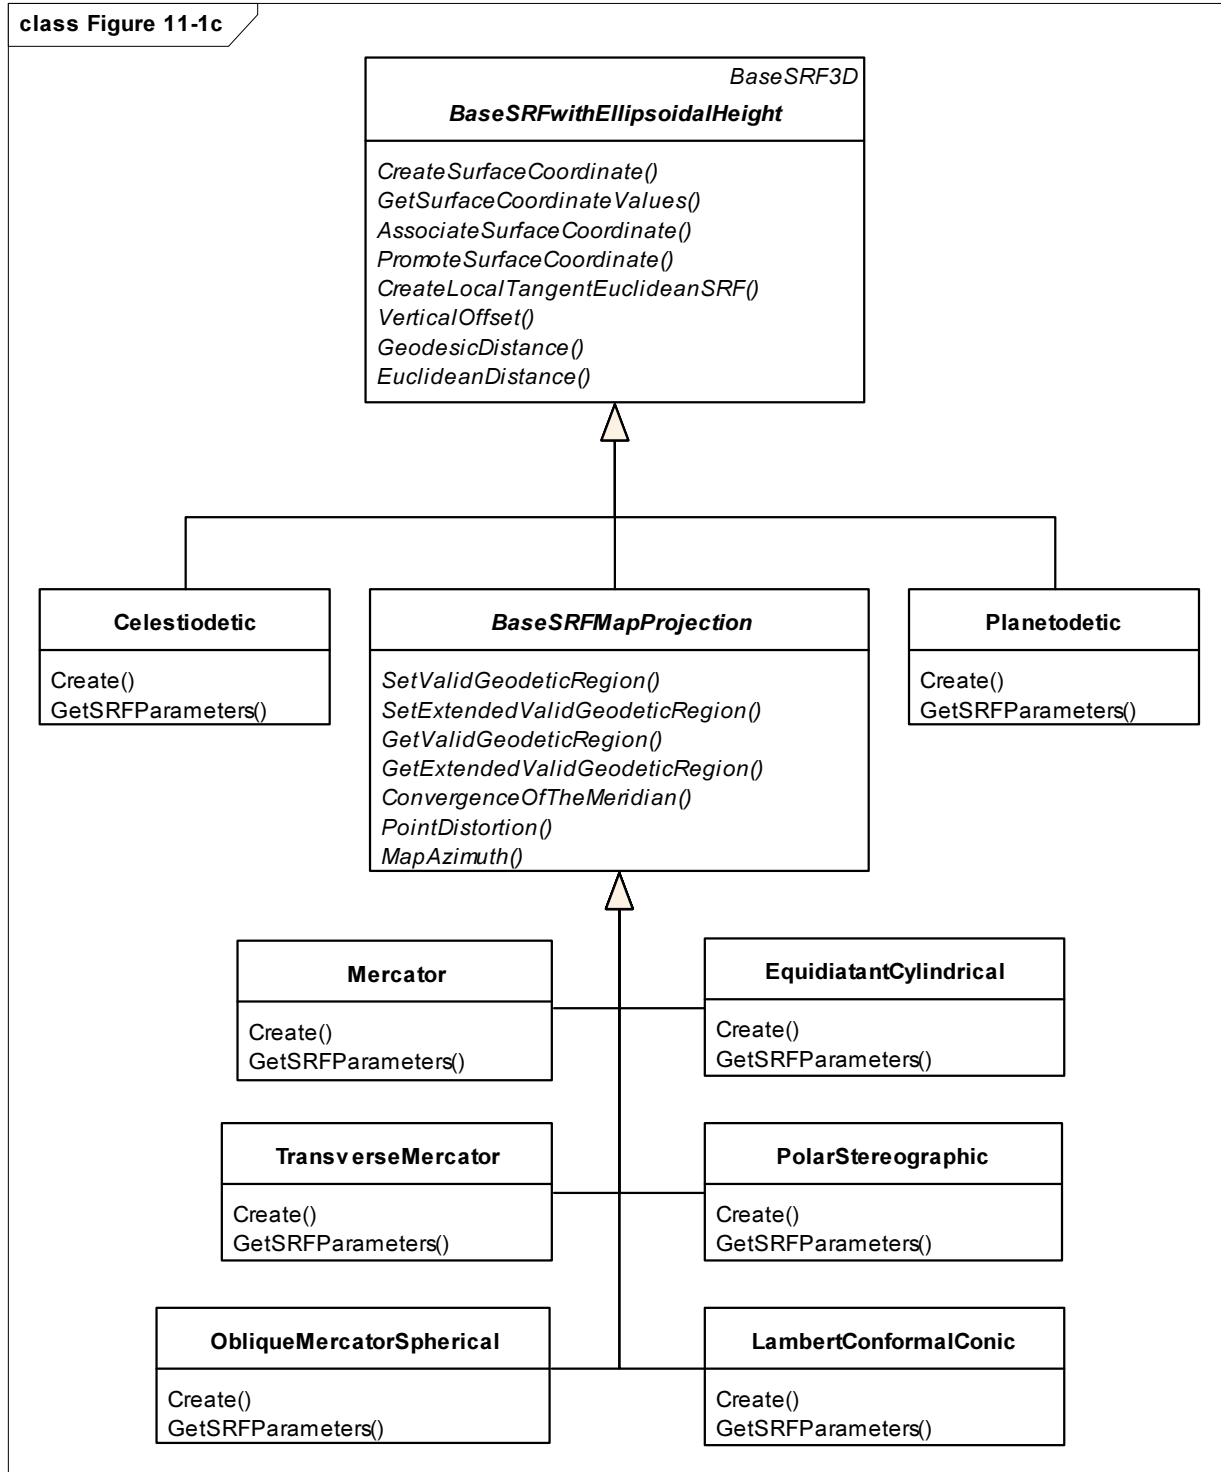 class Figure 11-1c
BaseSRF3D
BaseSRFwithEllipsoidalHeight
CreateSurfaceCoordinate()
GetSurfaceCoordinateValues()
AssociateSurfaceCoordinate()
PromoteSurfaceCoordinate()
CreateLocalTangentEuclideanSRF()
VerticalOffset()
GeodesicDistance()
EuclideanDistance()
Celestiodetic
Create()
GetSRFParameters()
BaseSRFMapProjection
SetValidGeodeticRegion()
SetExtendedValidGeodeticRegion()
GetValidGeodeticRegion()
GetExtendedValidGeodeticRegion()
ConvergenceOfTheMeridian()
PointDistortion()
MapAzimuth()
Planetodetic
Create()
GetSRFParameters()
Mercator
Create()
GetSRFParameters()
EquidiatantCylindrical
Create()
GetSRFParameters()
TransverseMercator
Create()
GetSRFParameters()
PolarStereographic
Create()
GetSRFParameters()
ObliqueMercatorSpherical
Create()
GetSRFParameters()
LambertConformalConic
Create()
GetSRFParameters()